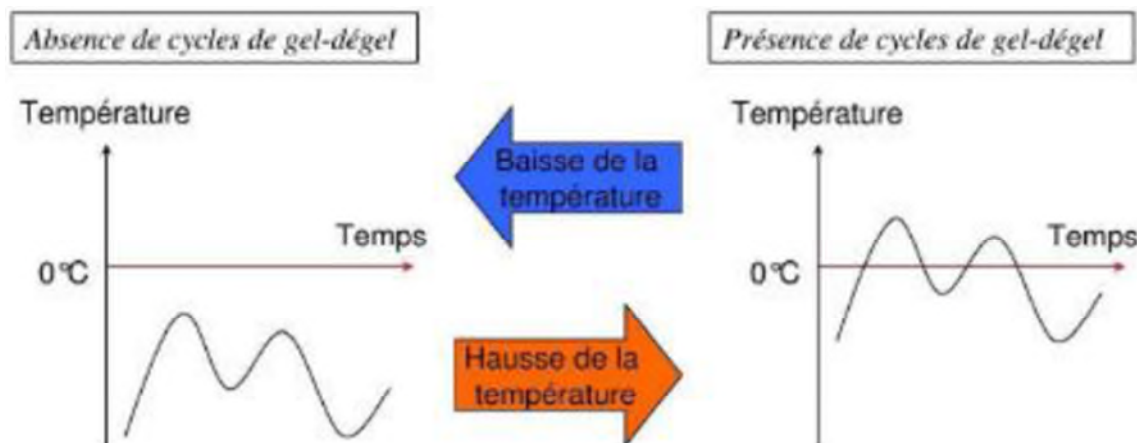 Absence de cycles de gel-dégel
Présence de cycles de gel-dégel
Température
Température
Baisse de la
température
Temps
Temps
0°C
0°C
Hausse de la
température